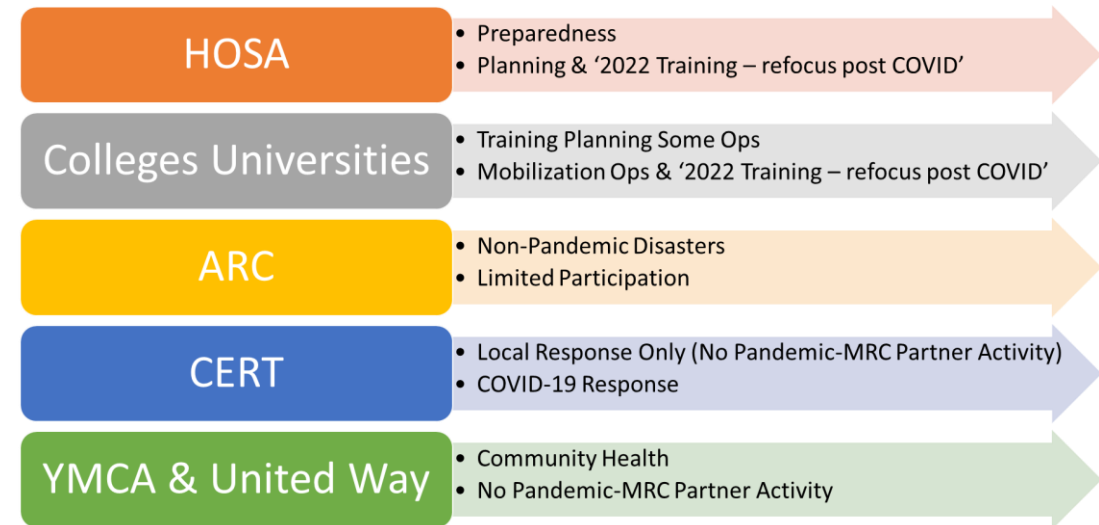 HOSA
• Preparedness
• Planning & ‘2022 Training – refocus post COVID’
Colleges Universities
• Training Planning Some Ops
• Mobilization Ops & ‘2022 Training – refocus post COVID’
ARC
• Non-Pandemic Disasters
• Limited Participation
CERT
• Local Response Only (No Pandemic-MRC Partner Activity)
• COVID-19 Response
YMCA & United Way
• Community Health
• No Pandemic-MRC Partner Activity